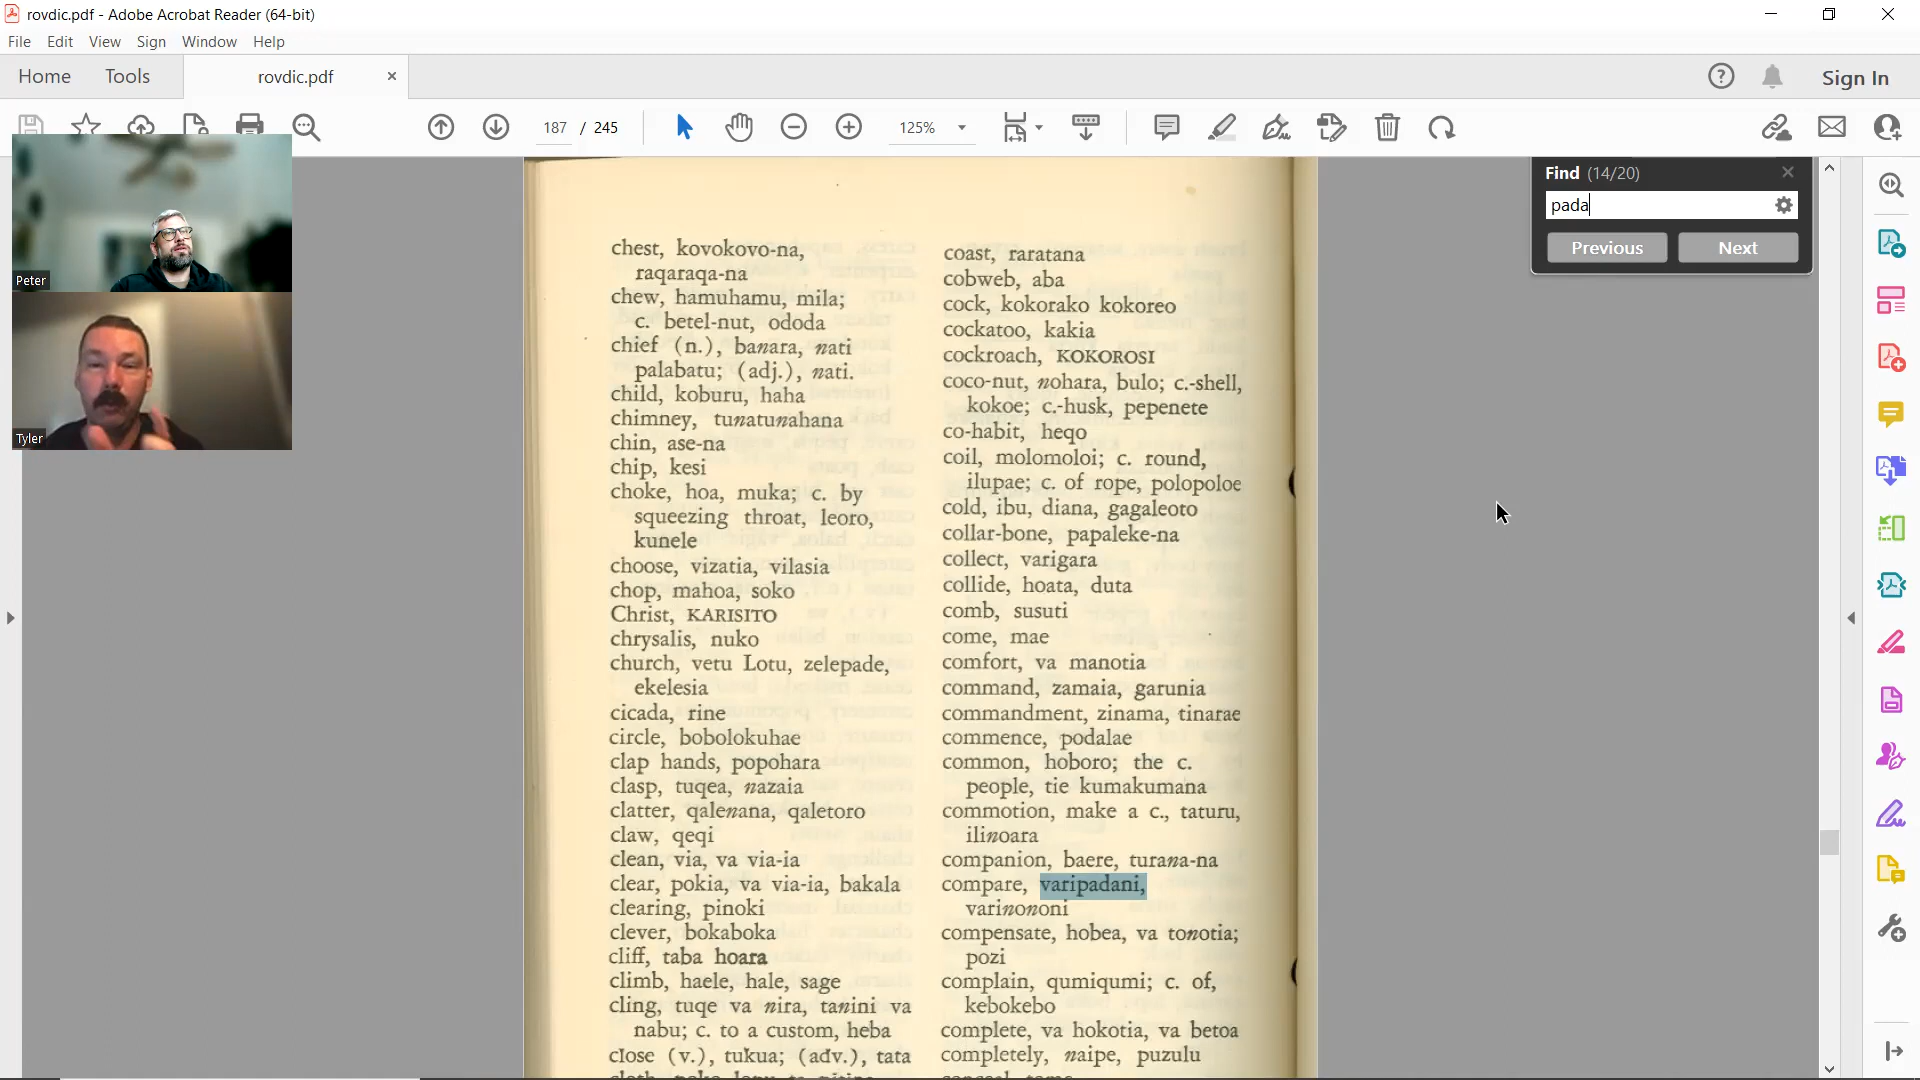 rovdic.pdf - Adobe Acrobat Reader (64-bit)
File Edit View Sign Window Help
Home Tools rovdic.pdf × Sign In
187 / 245 125%
Find (14/20)
pada
Previous Next
Peter
Tyler
chest, kovokovo-na,
raqaraqa-na
chew, hamuhamu, mila;
c. betel-nut, ododa
chief (n.), banara, nati
palabatu; (adj.), nati.
child, koburu, haha
chimney, tunatunahana
chin, ase-na
chip, kesi
choke, hoa, muka; c. by
squeezing throat, leoro,
kunele
choose, vizatia, vilasia
chop, mahoa, soko
Christ, KARISITO
chrysalis, nuko
church, vetu Lotu, zelepade,
ekelesia
cicada, rine
circle, bobolokuhae
clap hands, popohara
clasp, tuqea, nazaia
clatter, qalenana, qaletoro
claw, qeqi
clean, via, va via-ia
clear, pokia, va via-ia, bakala
clearing, pinoki
clever, bokaboka
cliff, taba hoara
climb, haele, hale, sage
cling, tuqe va nira, tanini va
nabu; c. to a custom, heba
close (v.), tukua; (adv.), tata
coast, raratana
cobweb, aba
cock, kokorako kokoreo
cockatoo, kakia
cockroach, KOKOROSI
coco-nut, nohara, bulo; c.-shell,
kokoe; c.-husk, pepenete
co-habit, heqo
coil, molomoloi; c. round,
ilupae; c. of rope, polopoloe
cold, ibu, diana, gagaleoto
collar-bone, papaleke-na
collect, varigara
collide, hoata, duta
comb, susuti
come, mae
comfort, va manotia
command, zamaia, garunia
commandment, zinama, tinarae
commence, podalae
common, hoboro; the c.
people, tie kumakumana
commotion, make a c., taturu,
ilinoara
companion, baere, turana-na
compare, varipadani,
varinononi
compensate, hobea, va tonotia;
pozi
complain, qumiqumi; c. of,
kebokebo
complete, va hokotia, va betoa
completely, naipe, puzulu